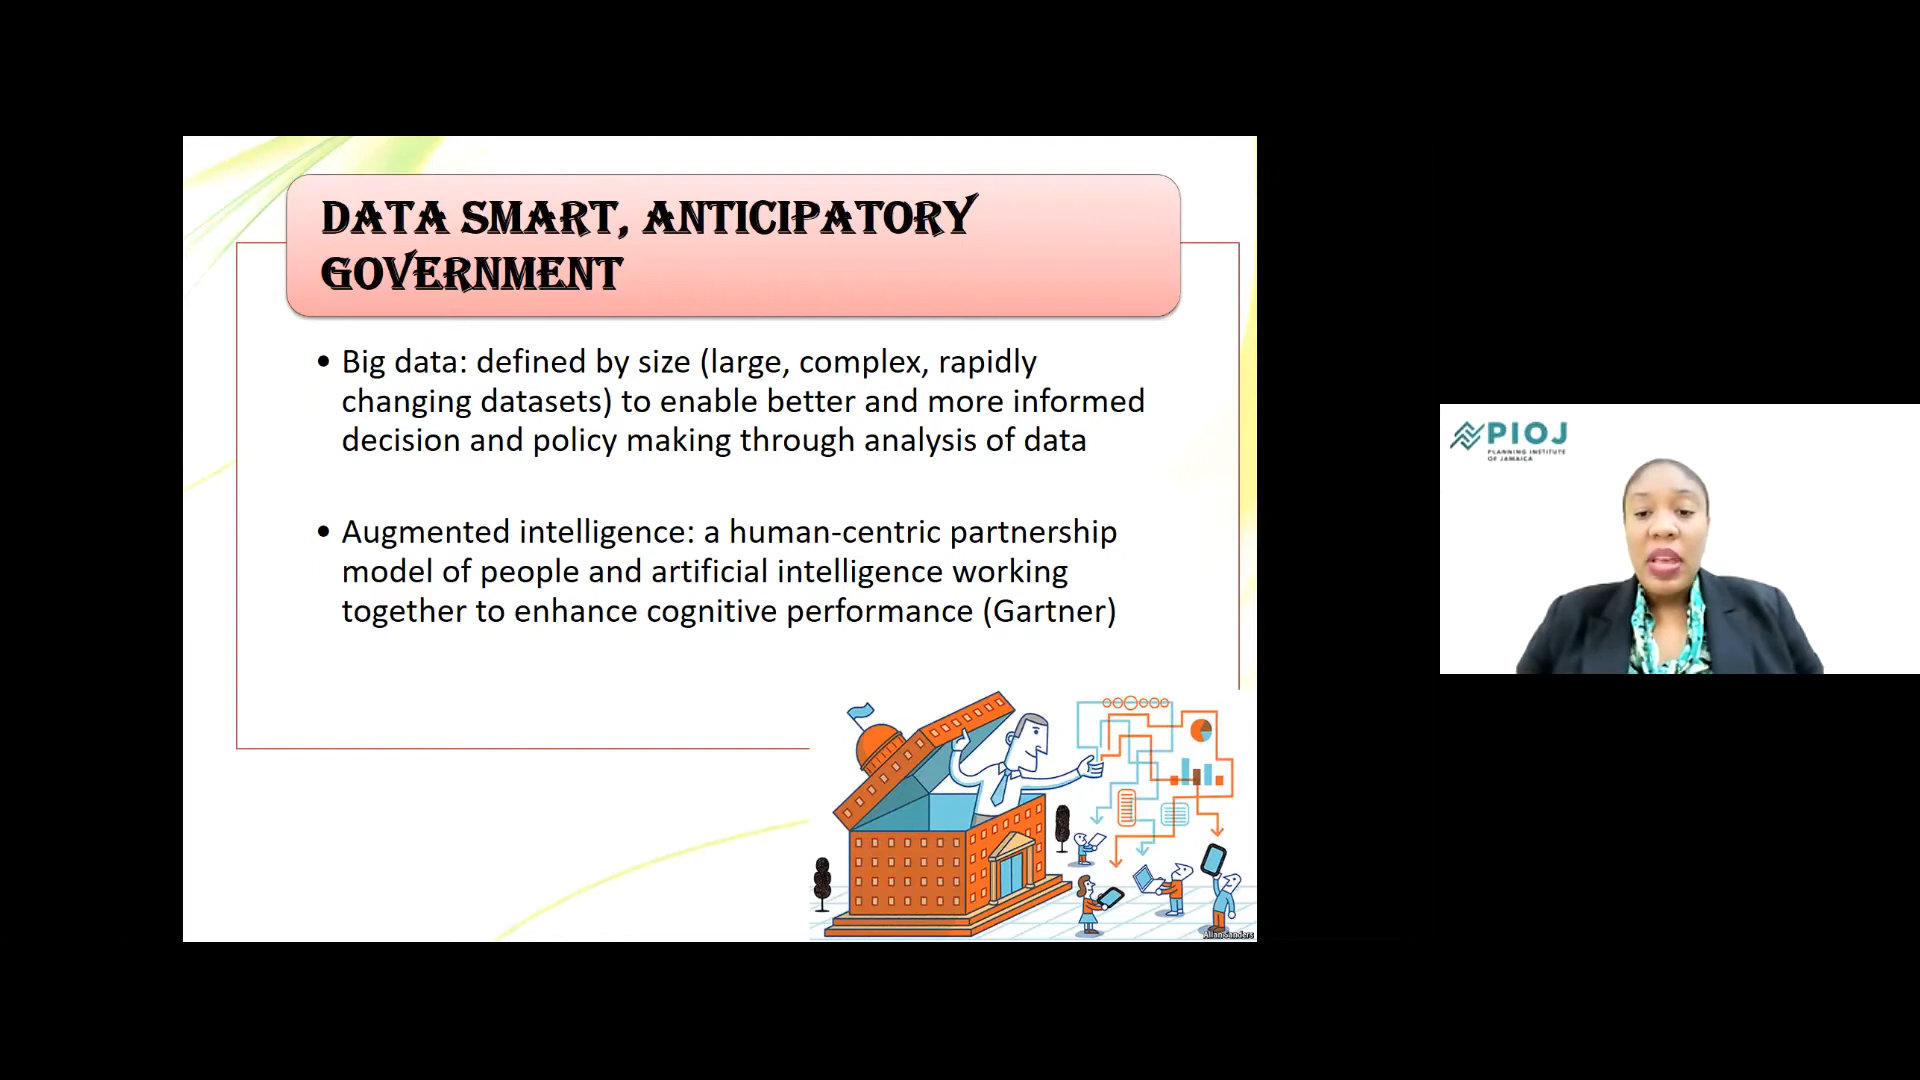 DATA SMART, ANTICIPATORY
GOVERNMENT
• Big data: defined by size (large, complex, rapidly
changing datasets) to enable better and more informed
decision and policy making through analysis of data
• Augmented intelligence: a human-centric partnership
model of people and artificial intelligence working
together to enhance cognitive performance (Gartner)
Allan Sanders
PIOJ
PLANNING INSTITUTE
OF JAMAICA